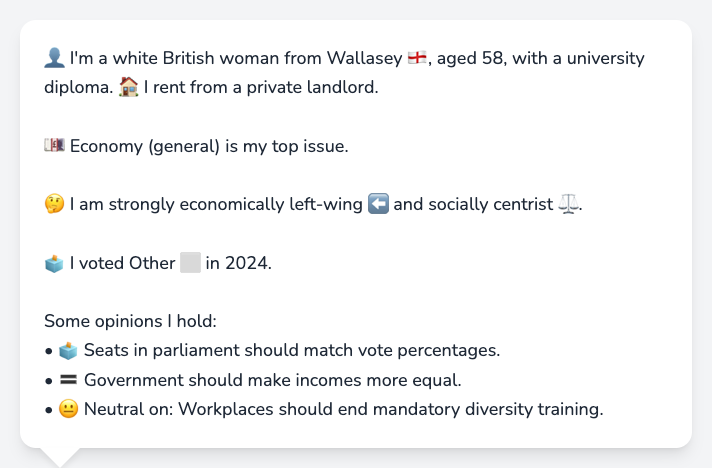 👤 I'm a white British woman from Wallasey 🏴󠁧󠁢󠁥󠁮󠁧󠁿, aged 58, with a university
diploma. 🏠 I rent from a private landlord.
💷 Economy (general) is my top issue.
🤔 I am strongly economically left-wing ⬅️ and socially centrist ⚖️.
🗳️ I voted Other ⬜ in 2024.
Some opinions I hold:
• 🗳️ Seats in parliament should match vote percentages.
• 🟰 Government should make incomes more equal.
• 😐 Neutral on: Workplaces should end mandatory diversity training.